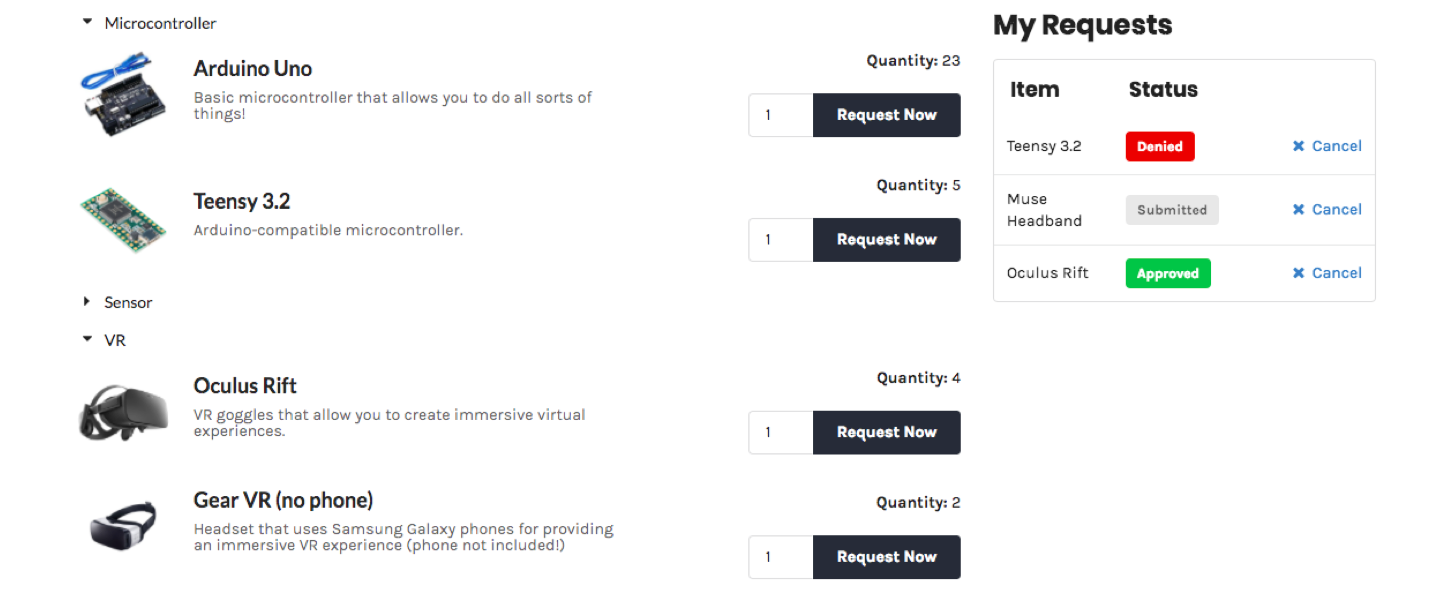 Microcontroller
Arduino Uno
Basic microcontroller that allows you to do all sorts of
things!
Quantity: 23
1 Request Now
Teensy 3.2
Arduino-compatible microcontroller.
Quantity: 5
1 Request Now
Sensor
VR
Oculus Rift
VR goggles that allow you to create immersive virtual
experiences.
Quantity: 4
1 Request Now
Gear VR (no phone)
Headset that uses Samsung Galaxy phones for providing
an immersive VR experience (phone not included!)
Quantity: 2
1 Request Now
My Requests
Item Status
Teensy 3.2 Denied Cancel
Muse
Headband Submitted Cancel
Oculus Rift Approved Cancel